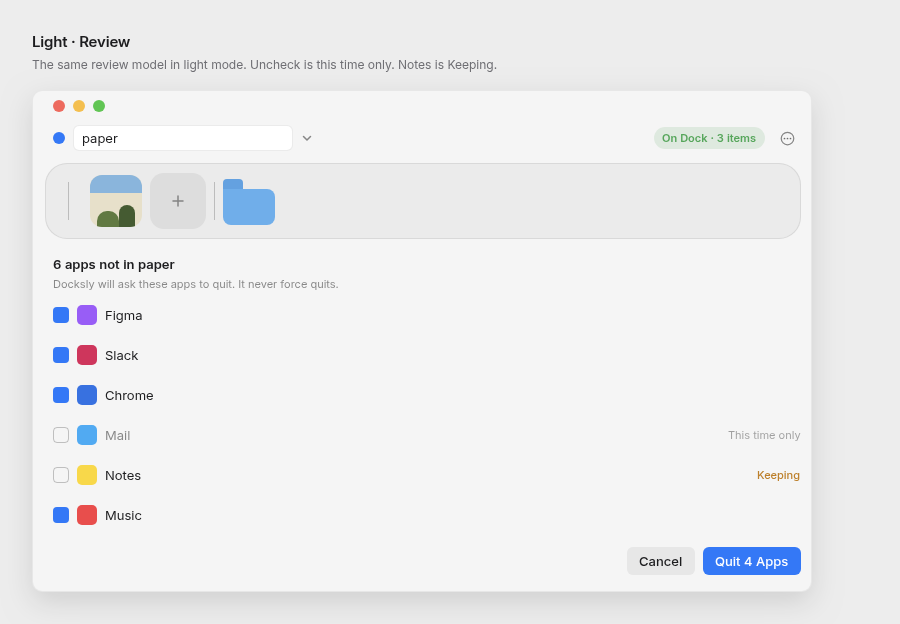 Light · Review
The same review model in light mode. Uncheck is this time only. Notes is Keeping.
paper
On Dock · 3 items
6 apps not in paper
Docksly will ask these apps to quit. It never force quits.
Figma
Slack
Chrome
Mail
This time only
Notes
Keeping
Music
Cancel
Quit 4 Apps